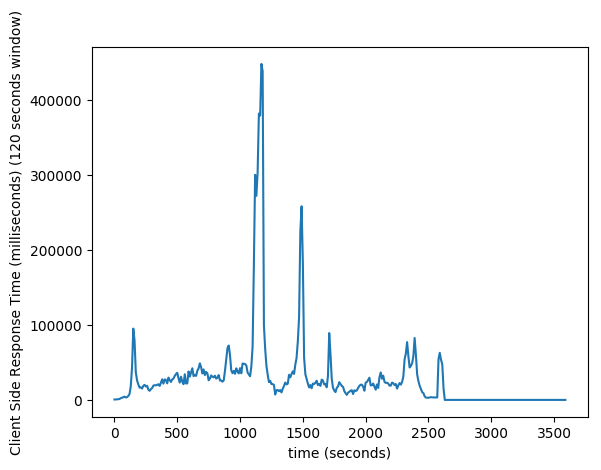 Client Side Response Time (milliseconds) (120 seconds window)
400000
300000
200000
100000
0
0 500 1000 1500 2000 2500 3000 3500
time (seconds)